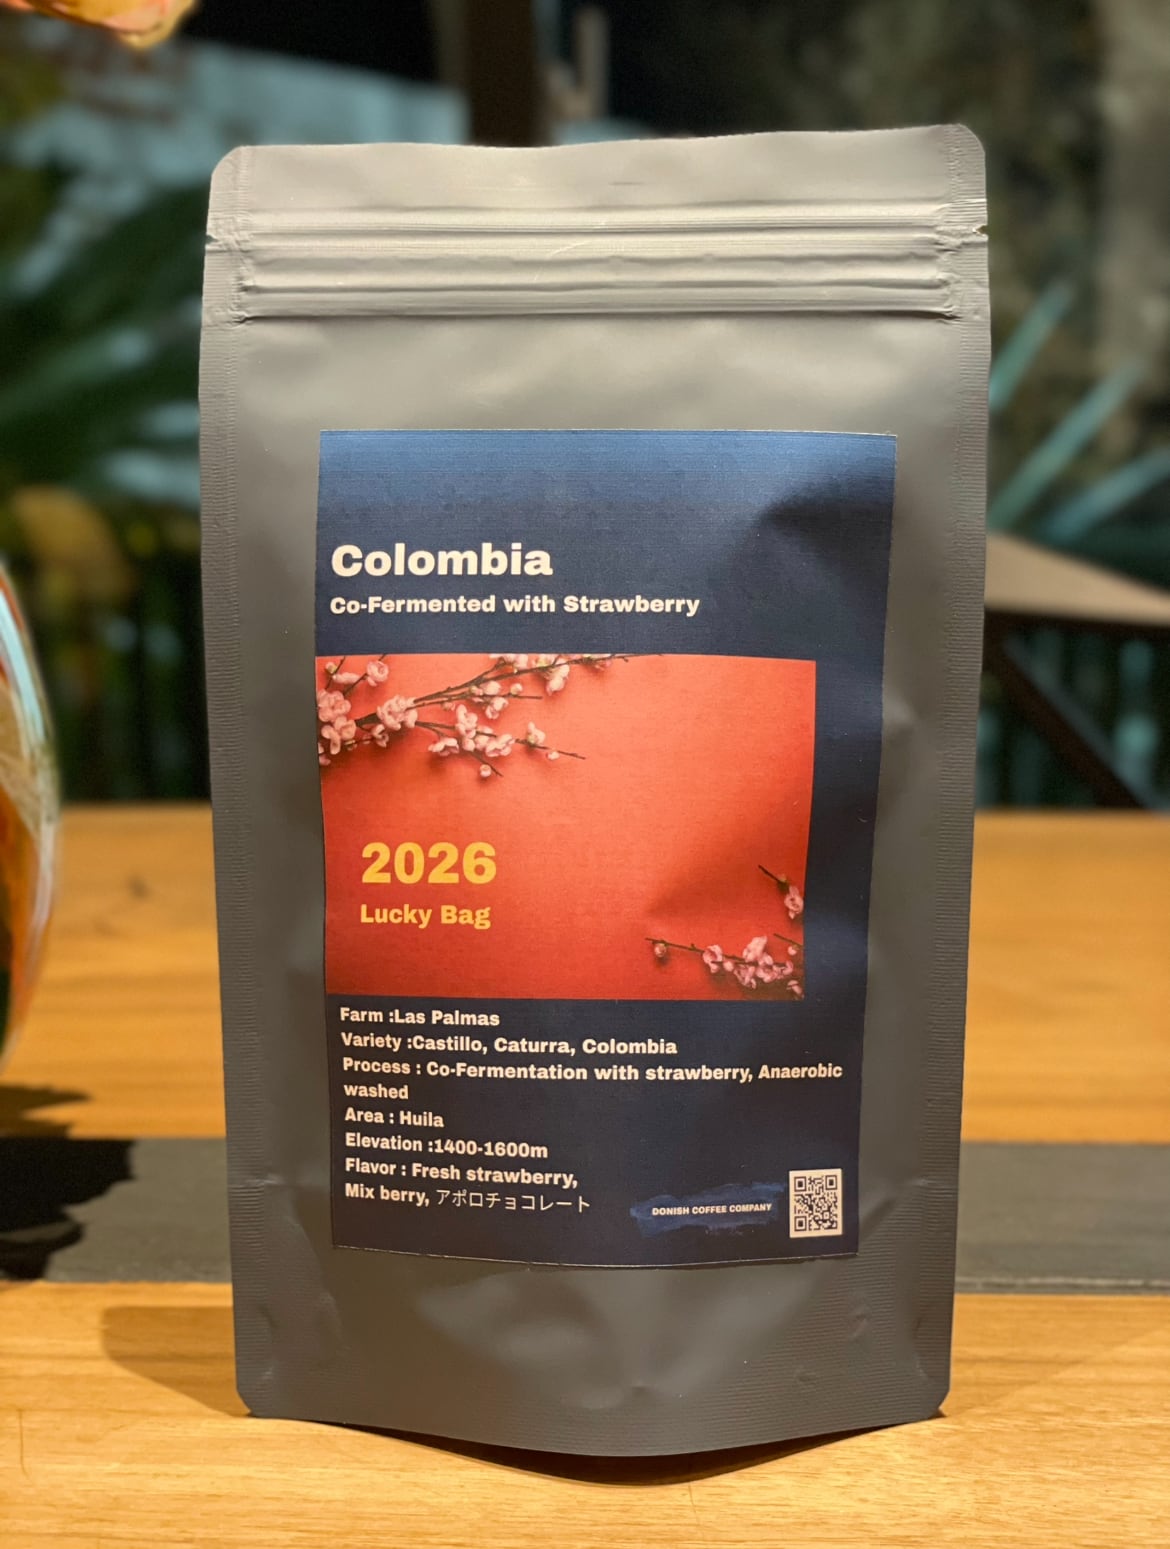 Colombia
Co-Fermented with Strawberry
2026
Lucky Bag
Farm :Las Palmas
Variety :Castillo, Caturra, Colombia
Process : Co-Fermentation with strawberry, Anaerobic
washed
Area : Huila
Elevation :1400-1600m
Flavor : Fresh strawberry,
Mix berry, アポロチョコレート
DONISH COFFEE COMPANY